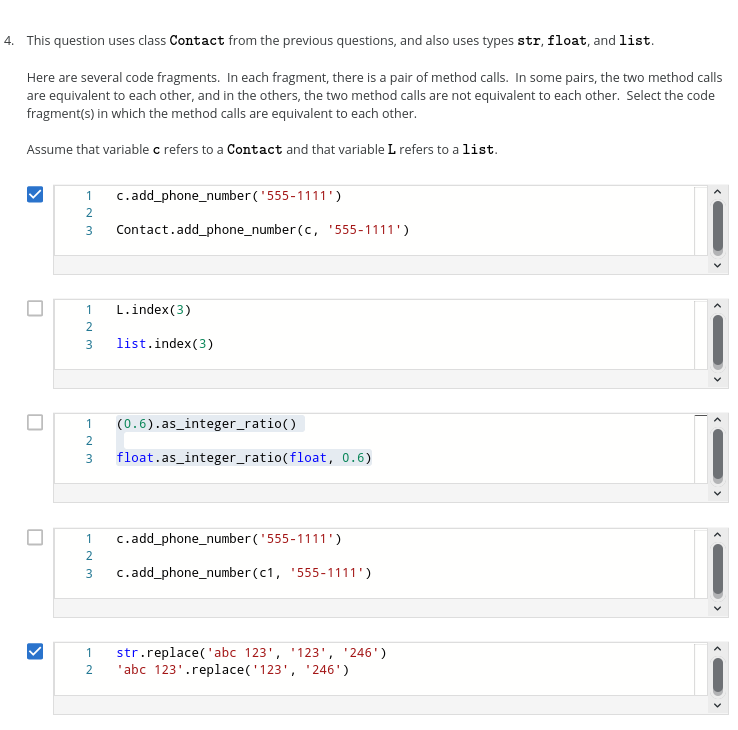 4. This question uses class Contact from the previous questions, and also uses types str, float, and list.
Here are several code fragments. In each fragment, there is a pair of method calls. In some pairs, the two method calls
are equivalent to each other, and in the others, the two method calls are not equivalent to each other. Select the code
fragment(s) in which the method calls are equivalent to each other.
Assume that variable c refers to a Contact and that variable L refers to a list.
1 c.add_phone_number('555-1111')
2
3 Contact.add_phone_number(c, '555-1111')
1 L.index(3)
2
3 list.index(3)
1 (0.6).as_integer_ratio()
2
3 float.as_integer_ratio(float, 0.6)
1 c.add_phone_number('555-1111')
2
3 c.add_phone_number(c1, '555-1111')
1 str.replace('abc 123', '123', '246')
2 'abc 123'.replace('123', '246')